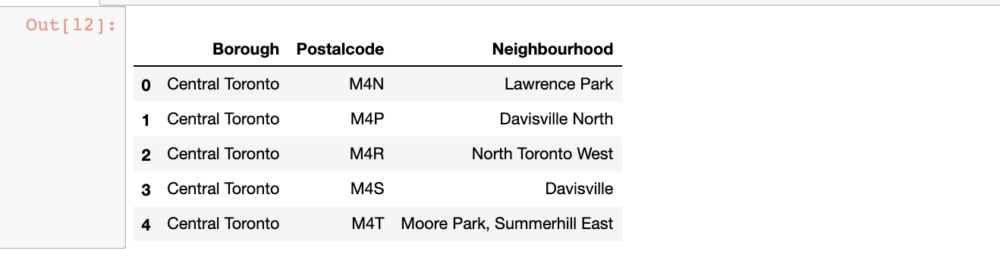 Out[12]:
Borough Postalcode Neighbourhood
0 Central Toronto M4N Lawrence Park
1 Central Toronto M4P Davisville North
2 Central Toronto M4R North Toronto West
3 Central Toronto M4S Davisville
4 Central Toronto M4T Moore Park, Summerhill East